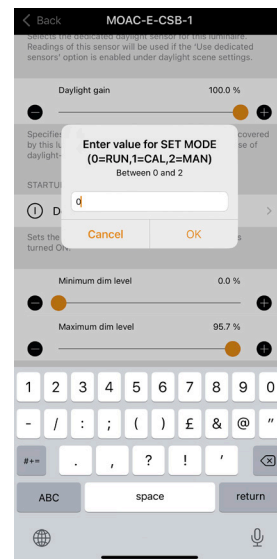 Back MOAC-E-CSB-1
Selects the dedicated daylight sensor for this luminaire.
Readings of this sensor will be used if the 'Use dedicated
sensors' option is enabled under daylight scene settings.
Daylight gain 100.0 %
Specifie covered
by this lu se of
daylight-
STARTU
D
Sets the s
turned ON.
Enter value for SET MODE
(0=RUN,1=CAL,2=MAN)
Between 0 and 2
0
Cancel OK
Minimum dim level 0.0 %
Maximum dim level 95.7 %
1 2 3 4 5 6 7 8 9 0
- / : ; ( ) £ & @ "
#+= . , ? ! '
ABC space return